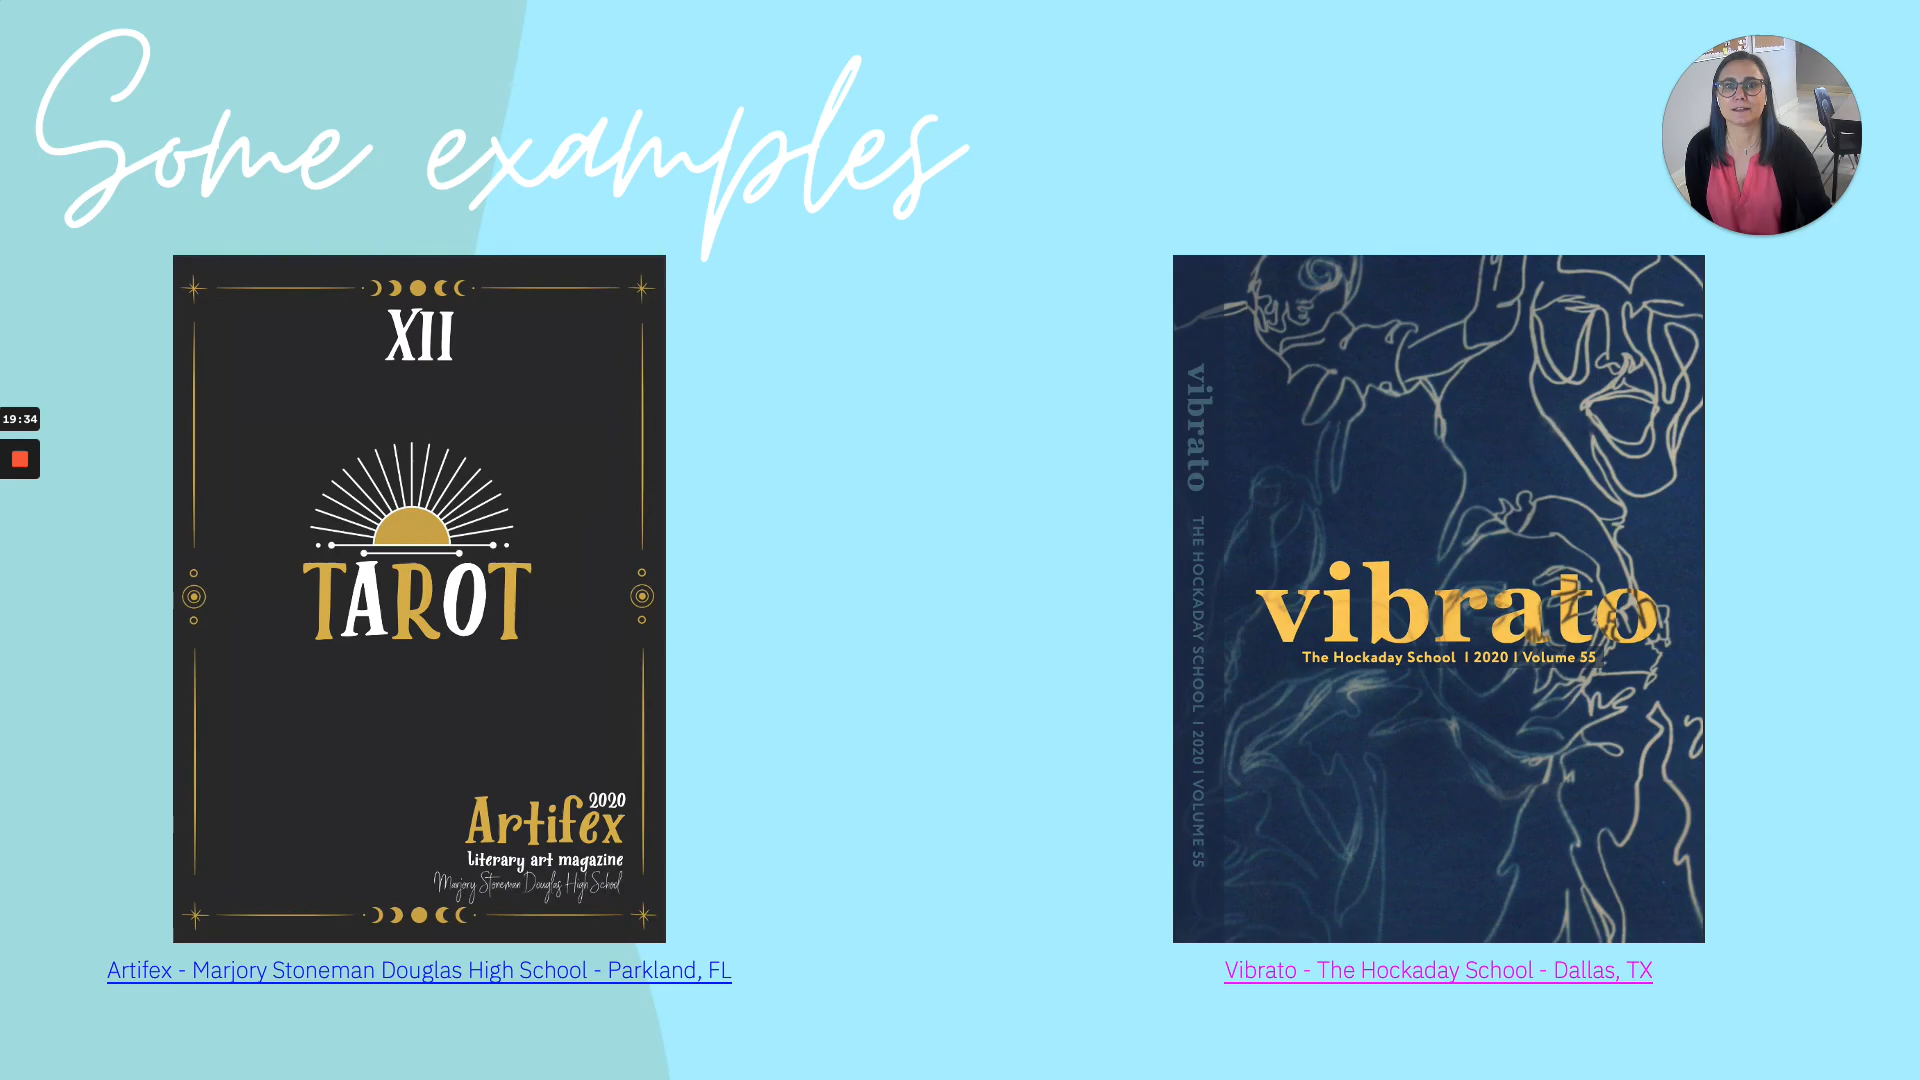 Some examples
19:34
XII
TAROT
2020
Artifex
literary art magazine
Marjory Stoneman Douglas High School
Artifex - Marjory Stoneman Douglas High School - Parkland, FL
vibrato THE HOCKADAY SCHOOL | 2020 | VOLUME 55
vibrato
The Hockaday School | 2020 | Volume 55
Vibrato - The Hockaday School - Dallas, TX